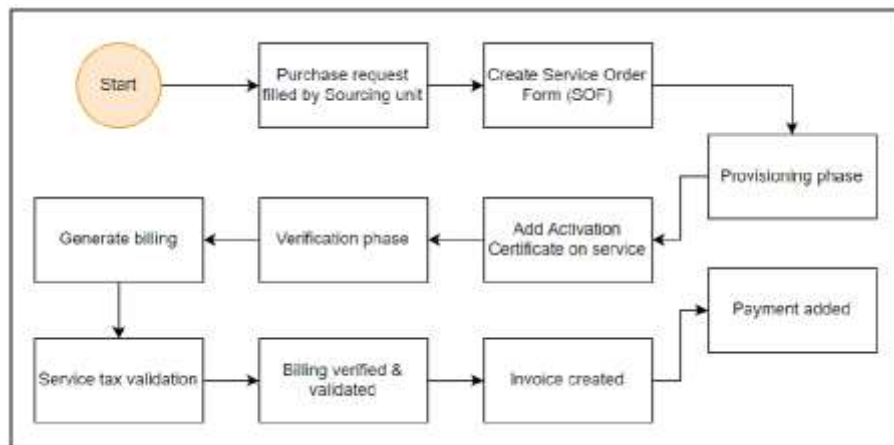 Start
Purchase request
filled by Sourcing unit
Create Service Order
Form (SOF)
Provisioning phase
Add Activation
Certificate on service
Verification phase
Generate billing
Service tax validation
Billing verified &
validated
Invoice created
Payment added